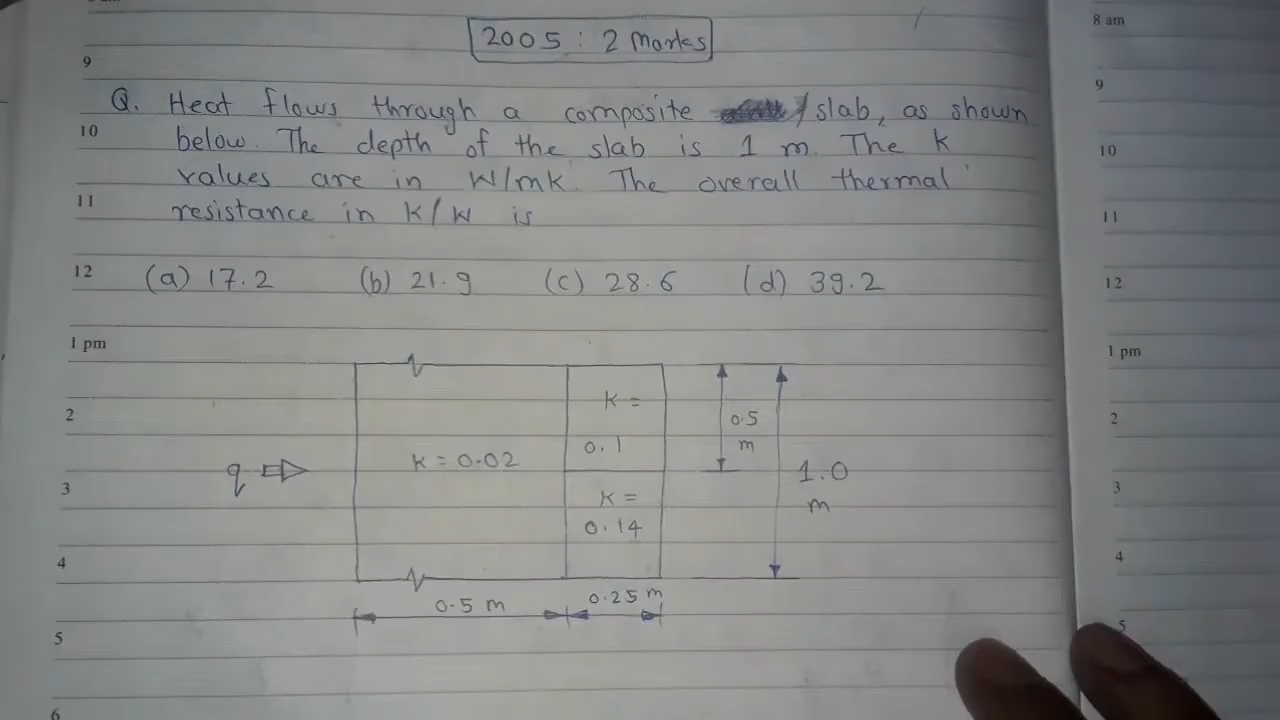 2005 : 2 Marks
Q. Heat flows through a composite slab, as shown
below. The depth of the slab is 1 m. The k
values are in W/mK. The overall thermal
resistance in K/W is
(a) 17.2 (b) 21.9 (c) 28.6 (d) 39.2
K =
0.1
K = 0.02
K =
0.14
q
0.5
m
1.0
m
0.5 m
0.25 m
9
10
11
12
1 pm
2
3
4
5
6
8 am
9
10
11
12
1 pm
2
3
4
5